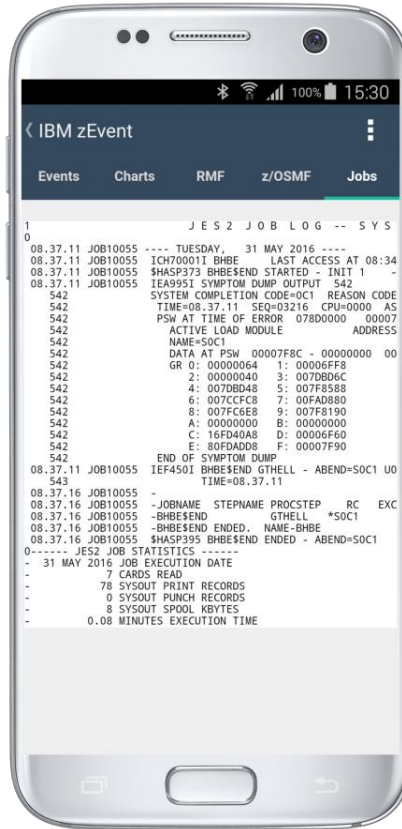 100% 15:30
IBM zEvent
Events Charts RMF z/OSMF Jobs
1 J E S 2 J O B L O G -- S Y S
0
08.37.11 JOB10055 ---- TUESDAY, 31 MAY 2016 ----
08.37.11 JOB10055 ICH70001I BHBE LAST ACCESS AT 08:34
08.37.11 JOB10055 $HASP373 BHBE$END STARTED - INIT 1 -
08.37.11 JOB10055 IEA995I SYMPTOM DUMP OUTPUT 542
542 SYSTEM COMPLETION CODE=0C1 REASON CODE
542 TIME=08.37.11 SEQ=03216 CPU=0000 AS
542 PSW AT TIME OF ERROR 078D0000 00007
542 ACTIVE LOAD MODULE ADDRESS
542 NAME=S0C1
542 DATA AT PSW 00007F8C - 00000000 00
542 GR 0: 00000064 1: 00006FF8
542 2: 00000040 3: 007DBD6C
542 4: 007DBD48 5: 007F8588
542 6: 007CCFC8 7: 00FAD880
542 8: 007FC6E8 9: 007F8190
542 A: 00000000 B: 00000000
542 C: 16FD40A8 D: 00006F60
542 E: 80FDADD8 F: 00007F90
542 END OF SYMPTOM DUMP
08.37.11 JOB10055 IEF450I BHBE$END GTHELL - ABEND=S0C1 U0
543 TIME=08.37.11
08.37.16 JOB10055 -
08.37.16 JOB10055 -JOBNAME STEPNAME PROCSTEP RC EXC
08.37.16 JOB10055 -BHBE$END GTHELL *S0C1
08.37.16 JOB10055 -BHBE$END ENDED. NAME-BHBE
08.37.16 JOB10055 $HASP395 BHBE$END ENDED - ABEND=S0C1
0------ JES2 JOB STATISTICS ------
- 31 MAY 2016 JOB EXECUTION DATE
- 7 CARDS READ
- 78 SYSOUT PRINT RECORDS
- 0 SYSOUT PUNCH RECORDS
- 8 SYSOUT SPOOL KBYTES
- 0.08 MINUTES EXECUTION TIME